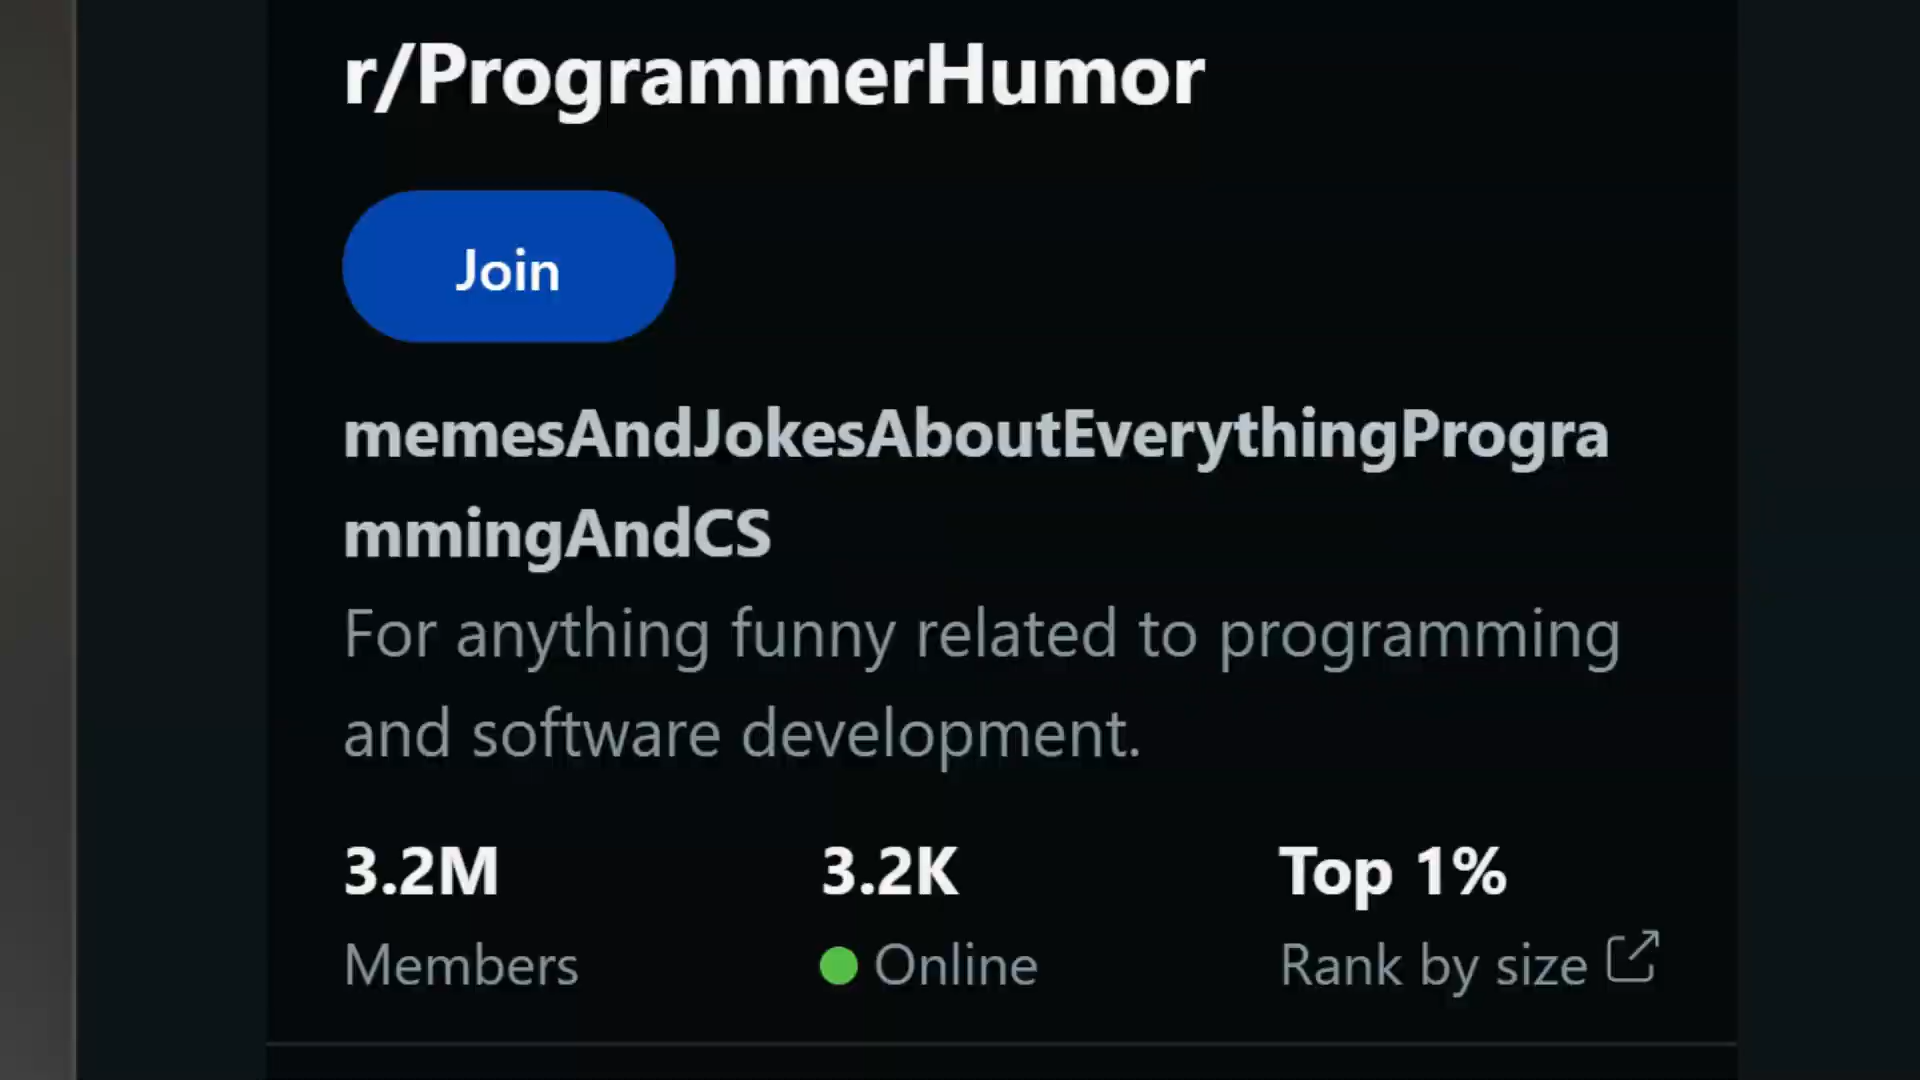 r/ProgrammerHumor
Join
memesAndJokesAboutEverythingProgra
mmingAndCS
For anything funny related to programming
and software development.
3.2M 3.2K Top 1%
Members Online Rank by size